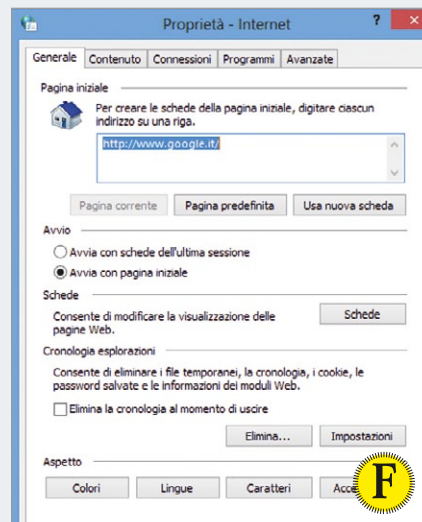 Proprietà - Internet
?
X
Generale Contenuto Connessioni Programmi Avanzate
Pagina iniziale
Per creare le schede della pagina iniziale, digitare ciascun
indirizzo su una riga.
http://www.google.it/
Pagina corrente Pagina predefinita Usa nuova scheda
Avvio
Avvia con schede dell'ultima sessione
Avvia con pagina iniziale
Schede
Consente di modificare la visualizzazione delle
pagine Web.
Schede
Cronologia esplorazioni
Consente di eliminare i file temporanei, la cronologia, i cookie, le
password salvate e le informazioni dei moduli Web.
Elimina la cronologia al momento di uscire
Elimina... Impostazioni
Aspetto
Colori Lingue Caratteri
F